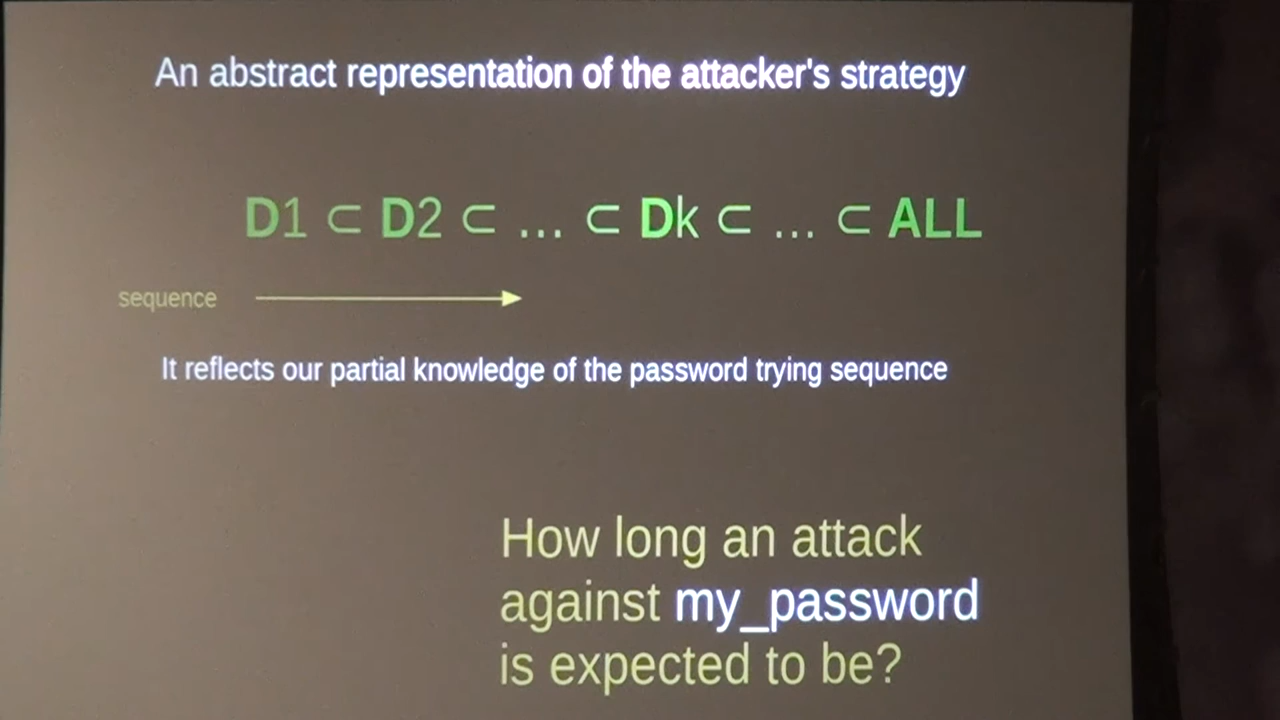 An abstract representation of the attacker's strategy
D1 ⊂ D2 ⊂ ... ⊂ Dk ⊂ ... ⊂ ALL
sequence
It reflects our partial knowledge of the password trying sequence
How long an attack
against my_password
is expected to be?